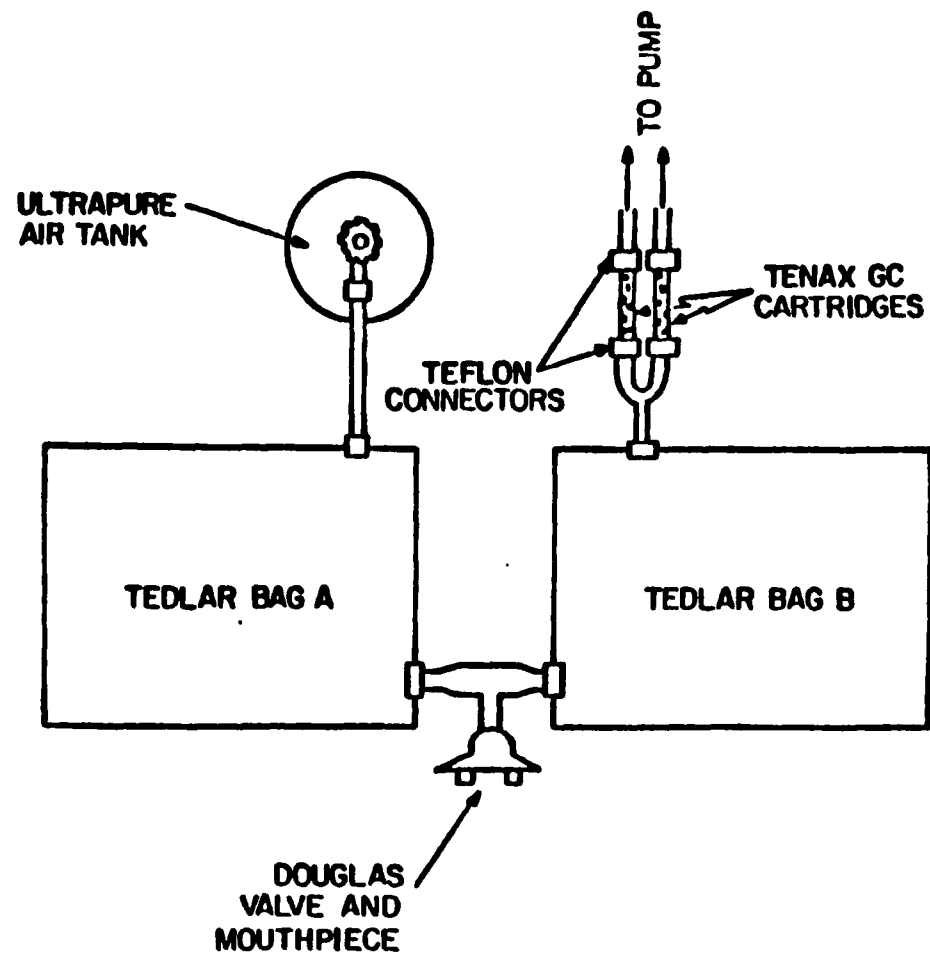 TO PUMP
ULTRAPURE
AIR TANK
TENAX GC
CARTRIDGES
TEFLON
CONNECTORS
TEDLAR BAG A
TEDLAR BAG B
DOUGLAS
VALVE AND
MOUTHPIECE